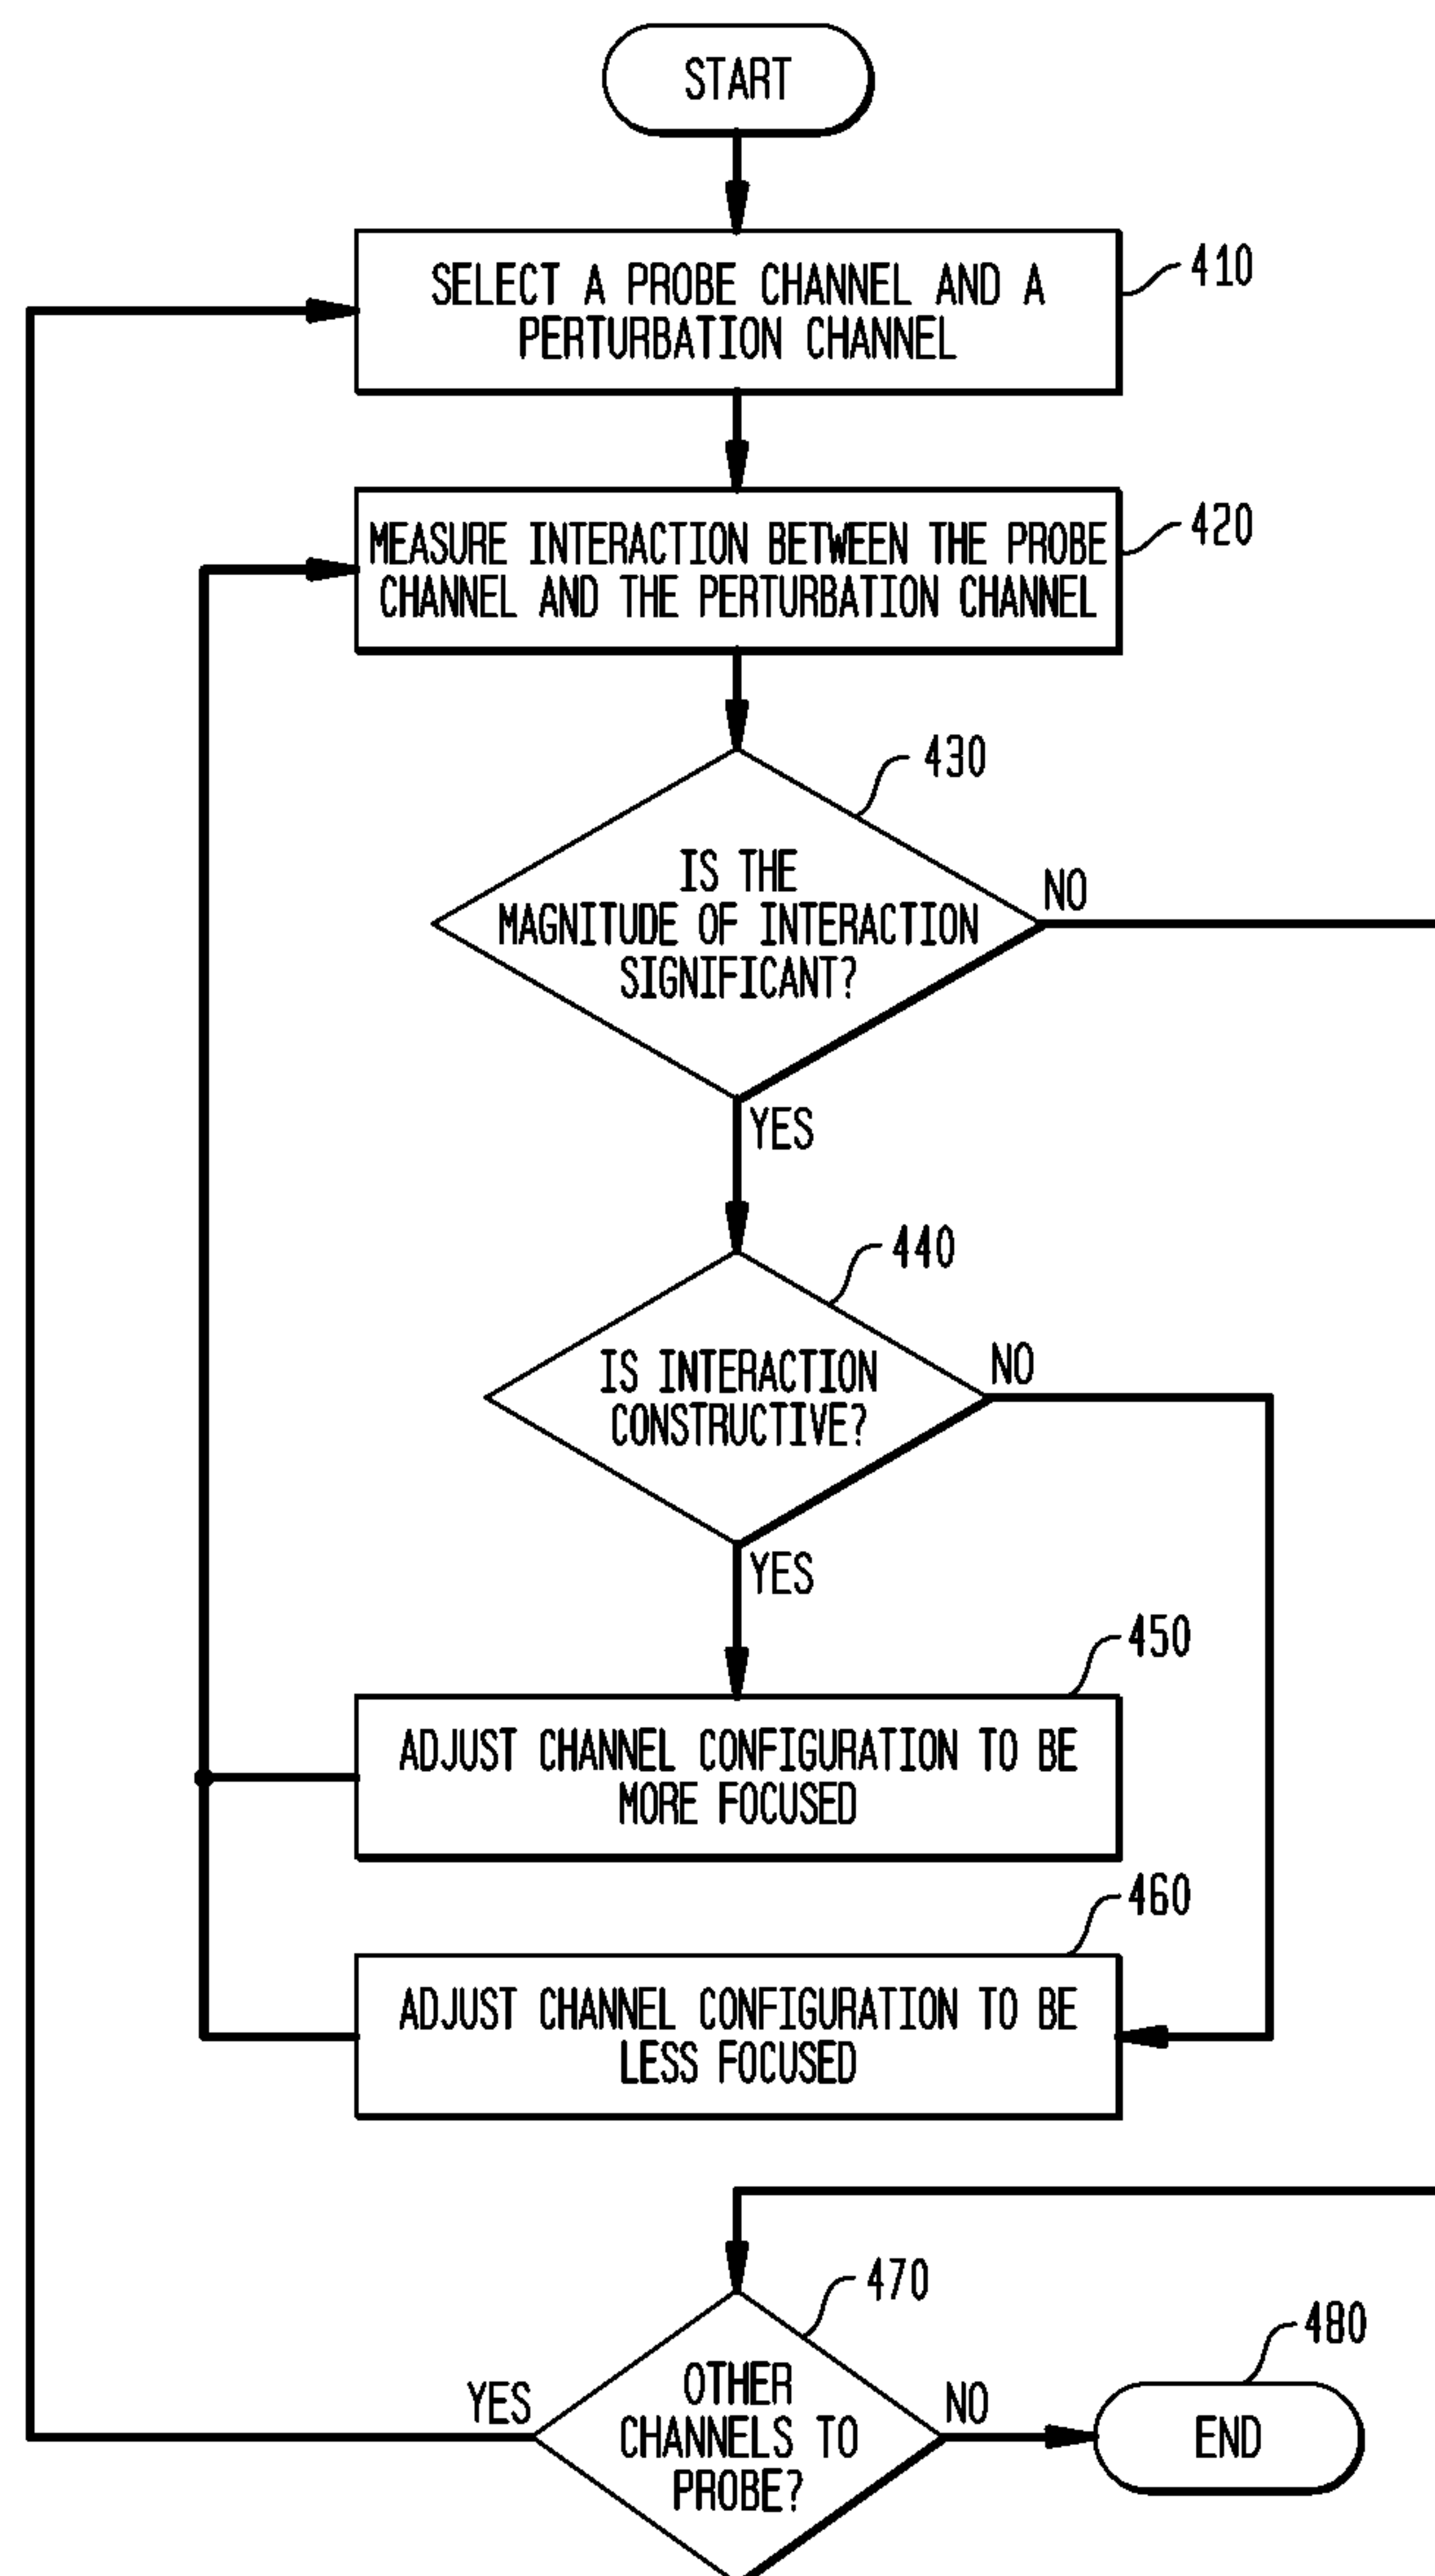 START
SELECT A PROBE CHANNEL AND A
PERTURBATION CHANNEL
410
MEASURE INTERACTION BETWEEN THE PROBE
CHANNEL AND THE PERTURBATION CHANNEL
420
430
IS THE
MAGNITUDE OF INTERACTION
SIGNIFICANT?
NO
YES
440
IS INTERACTION
CONSTRUCTIVE?
NO
YES
450
ADJUST CHANNEL CONFIGURATION TO BE
MORE FOCUSED
460
ADJUST CHANNEL CONFIGURATION TO BE
LESS FOCUSED
470
OTHER
CHANNELS TO
PROBE?
YES
NO
480
END